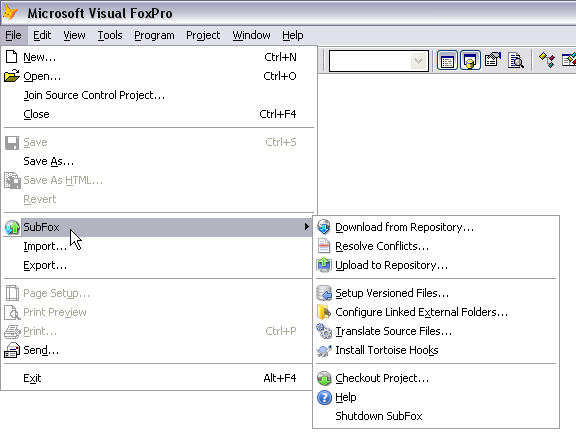 Microsoft Visual FoxPro
File Edit View Tools Program Project Window Help
New... Ctrl+N
Open... Ctrl+O
Join Source Control Project...
Close Ctrl+F4
Save Ctrl+S
Save As...
Save As HTML...
Revert
SubFox
Import...
Export...
Page Setup...
Print Preview
Print... Ctrl+P
Send...
Exit Alt+F4
Download from Repository...
Resolve Conflicts...
Upload to Repository...
Setup Versioned Files...
Configure Linked External Folders...
Translate Source Files...
Install Tortoise Hooks
Checkout Project...
Help
Shutdown SubFox